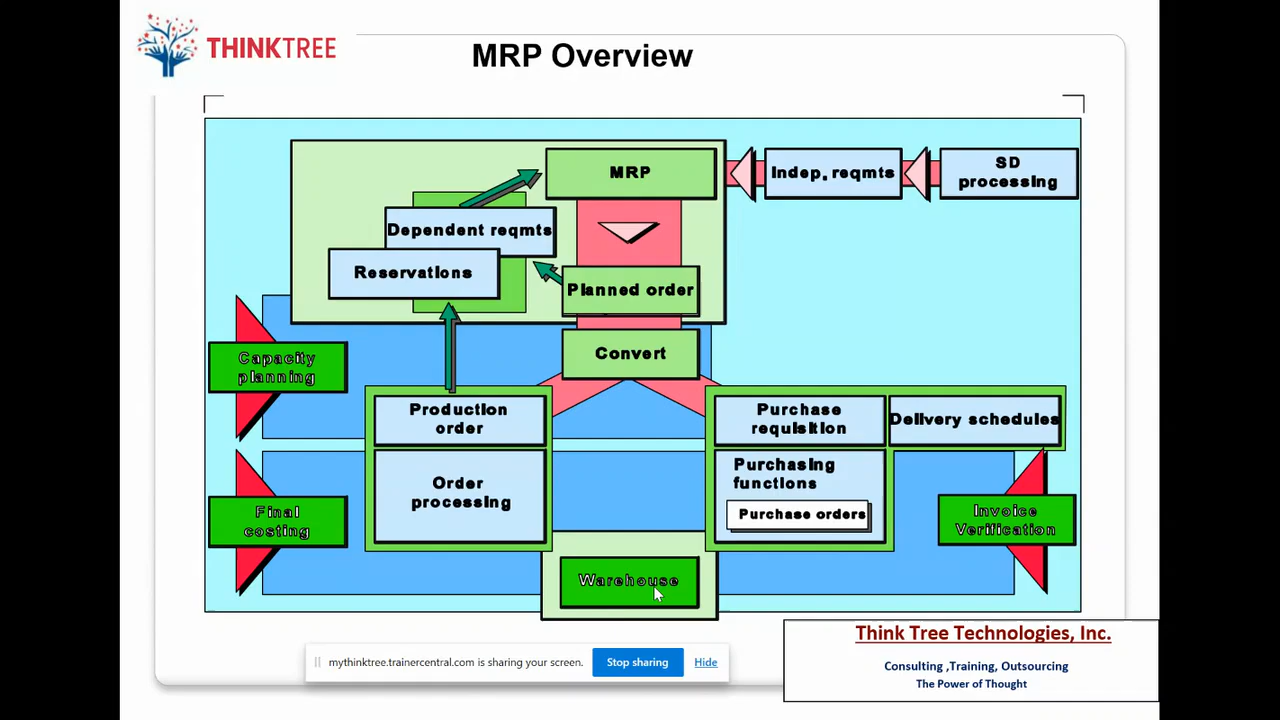 THINKTREE
MRP Overview
MRP
Indep. reqmts
SD
processing
Dependent reqmts
Reservations
Planned order
Convert
Capacity
planning
Production
order
Purchase
requisition
Delivery schedules
Order
processing
Purchasing
functions
Purchase orders
Final
costing
Invoice
Verification
Warehouse
Think Tree Technologies, Inc.
Consulting ,Training, Outsourcing
The Power of Thought
mythinktree.trainercentral.com is sharing your screen.
Stop sharing
Hide